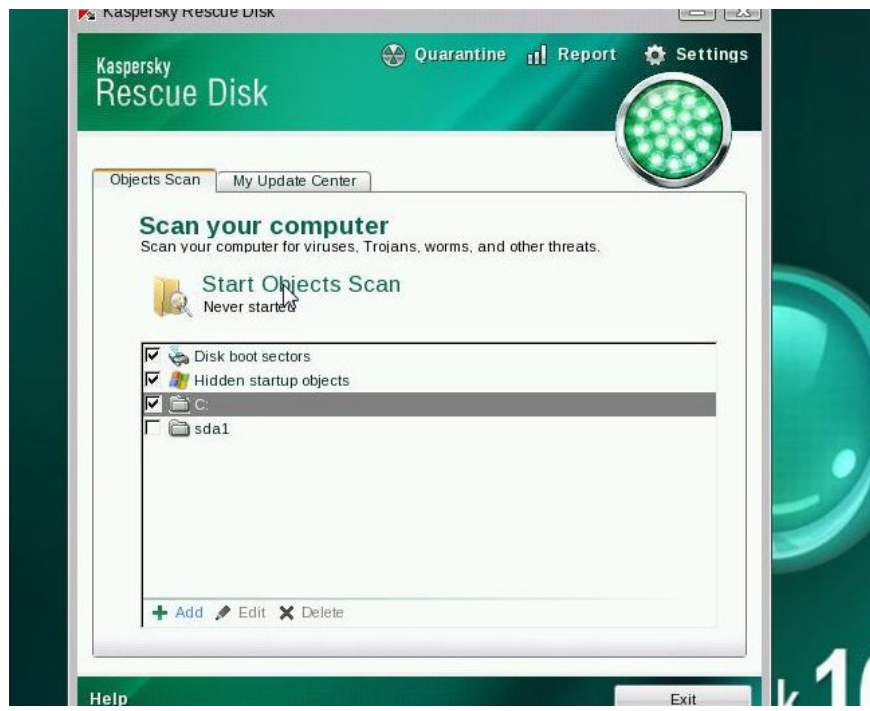 Kaspersky Rescue Disk
Quarantine Report Settings
Kaspersky
Rescue Disk
Objects Scan My Update Center
Scan your computer
Scan your computer for viruses, Trojans, worms, and other threats.
Start Objects Scan
Never started
Disk boot sectors
Hidden startup objects
C:
sda1
Add Edit Delete
Help Exit
k 10